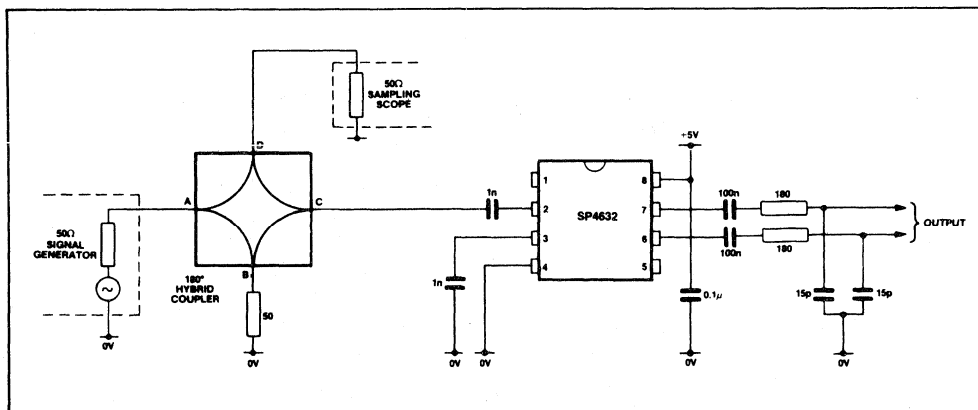 50Ω
SAMPLING
SCOPE
D
A
C
B
50Ω
SIGNAL
GENERATOR
180°
HYBRID
COUPLER
50
0V
1n
1n
0V
0V
1
2
3
4
SP4632
8
7
6
5
+5V
0.1μ
0V
100n
180
100n
180
15p
15p
0V
OUTPUT